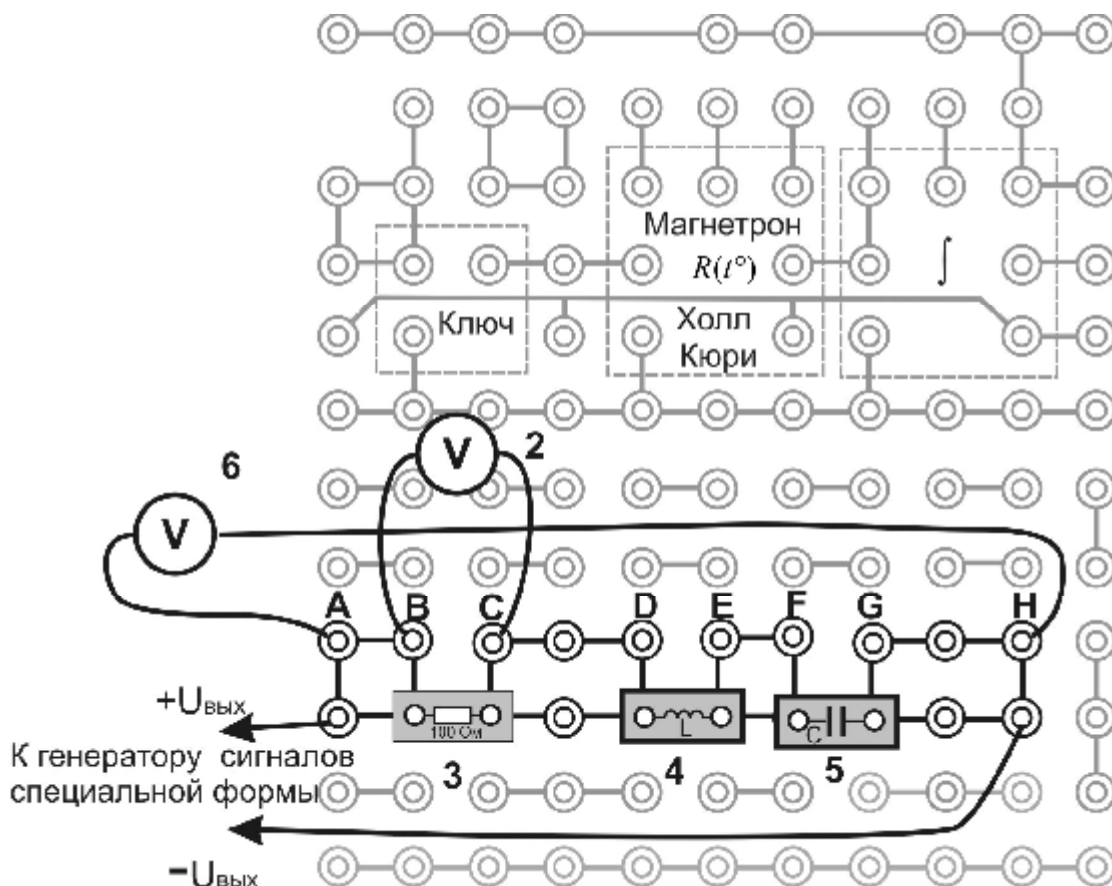 Магнетрон
R(t°)
∫
Ключ
Холл
Кюри
2
V
6
V
A B C D E F G H
+Uвых
100 Ом
L
C
К генератору сигналов
специальной формы
3
4
5
−Uвых